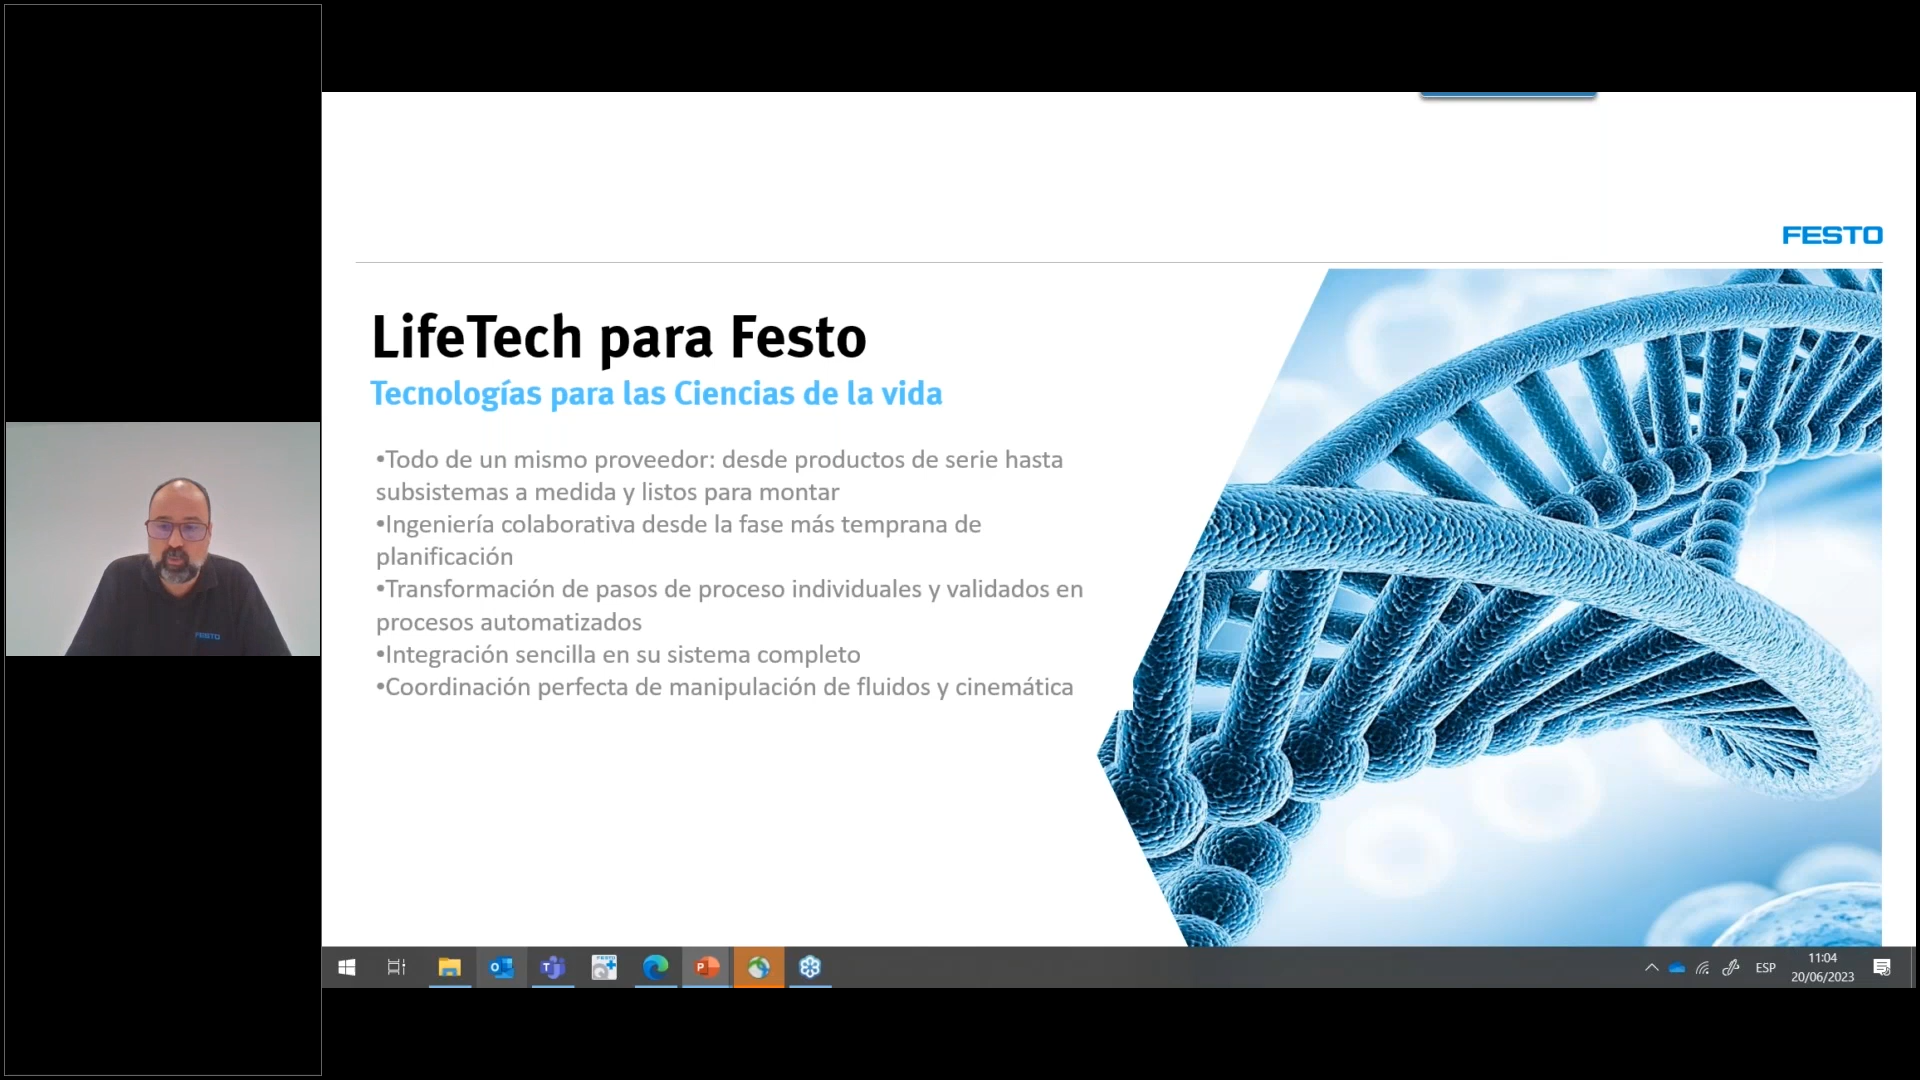 FESTO
LifeTech para Festo
Tecnologías para las Ciencias de la vida
•Todo de un mismo proveedor: desde productos de serie hasta
subsistemas a medida y listos para montar
•Ingeniería colaborativa desde la fase más temprana de
planificación
•Transformación de pasos de proceso individuales y validados en
procesos automatizados
•Integración sencilla en su sistema completo
•Coordinación perfecta de manipulación de fluidos y cinemática
FESTO
ESP
11:04
20/06/2023